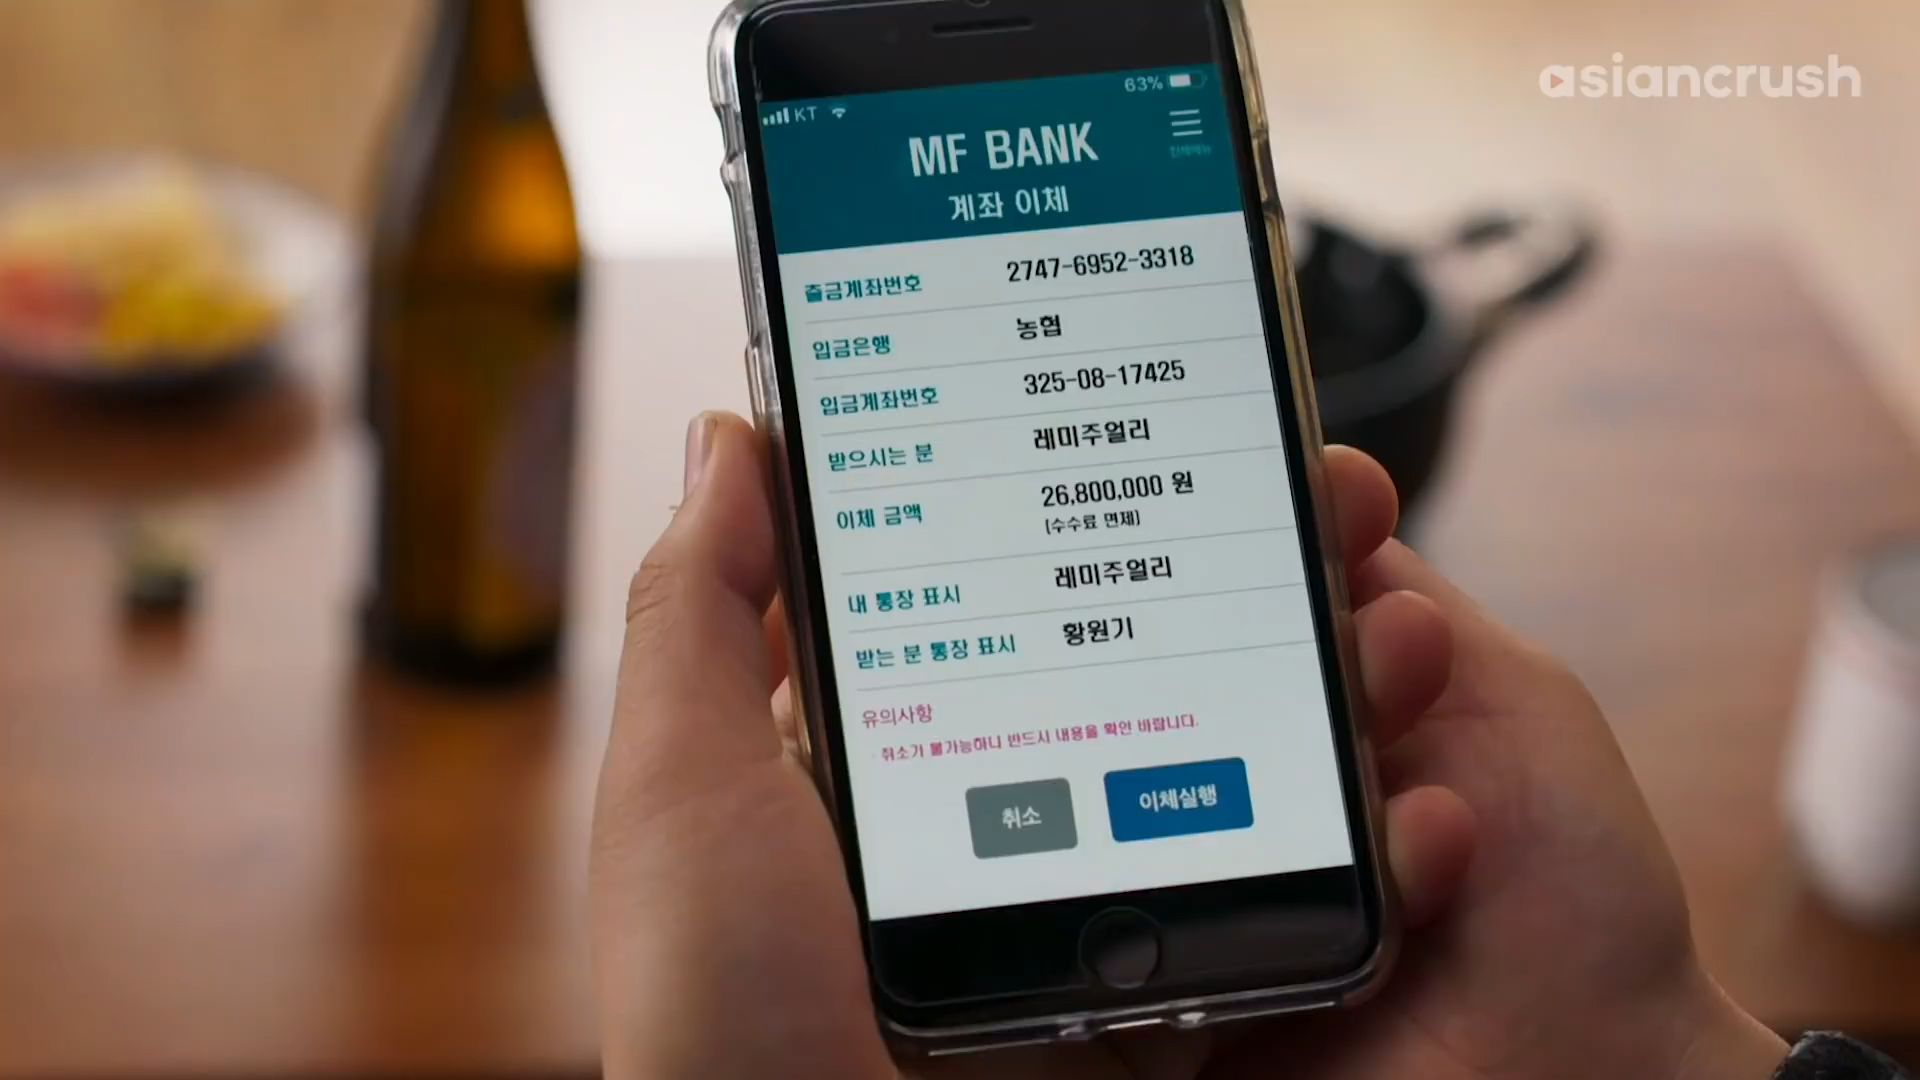 asiancrush
KT 63%
MF BANK
전체메뉴
계좌 이체
출금계좌번호 2747-6952-3318
입금은행 농협
입금계좌번호 325-08-17425
받으시는 분 레미주얼리
이체 금액 26,800,000 원
(수수료 면제)
내 통장 표시 레미주얼리
받는 분 통장 표시 황원기
유의사항
· 취소가 불가능하니 반드시 내용을 확인 바랍니다.
취소 이체실행